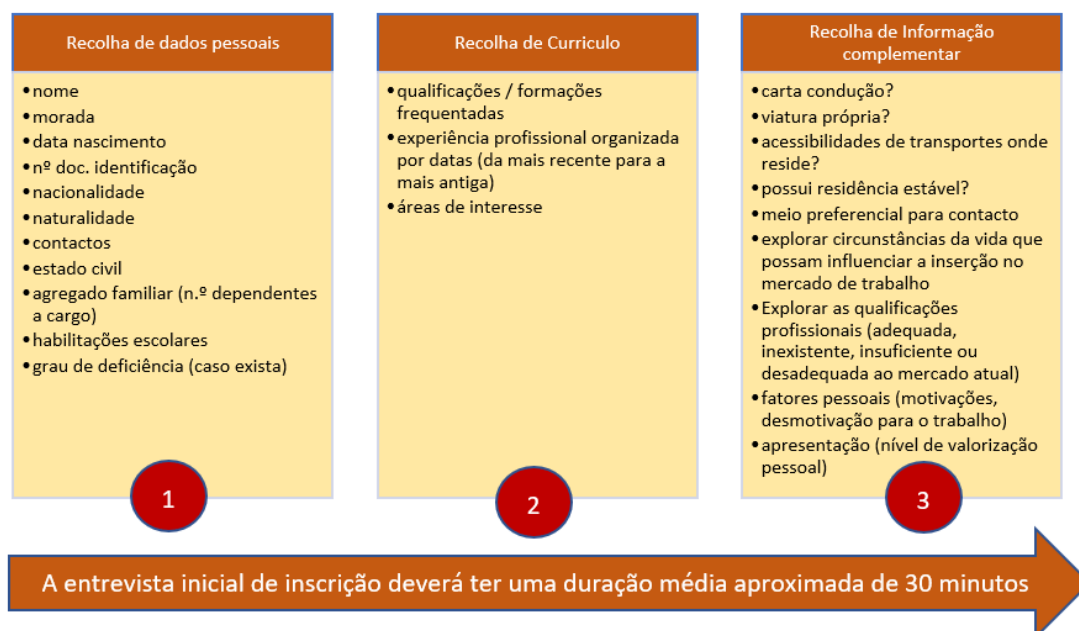 Recolha de dados pessoais
•nome
•morada
•data nascimento
•nº doc. identificação
•nacionalidade
•naturalidade
•contactos
•estado civil
•agregado familiar (n.º dependentes
a cargo)
•habilitações escolares
•grau de deficiência (caso exista)
1
Recolha de Curriculo
•qualificações / formações
frequentadas
•experiência profissional organizada
por datas (da mais recente para a
mais antiga)
•áreas de interesse
2
Recolha de Informação
complementar
•carta condução?
•viatura própria?
•acessibilidades de transportes onde
reside?
•possui residência estável?
•meio preferencial para contacto
•explorar circunstâncias da vida que
possam influenciar a inserção no
mercado de trabalho
•Explorar as qualificações
profissionais (adequada,
inexistente, insuficiente ou
desadequada ao mercado atual)
•fatores pessoais (motivações,
desmotivação para o trabalho)
•apresentação (nível de valorização
pessoal)
3
A entrevista inicial de inscrição deverá ter uma duração média aproximada de 30 minutos